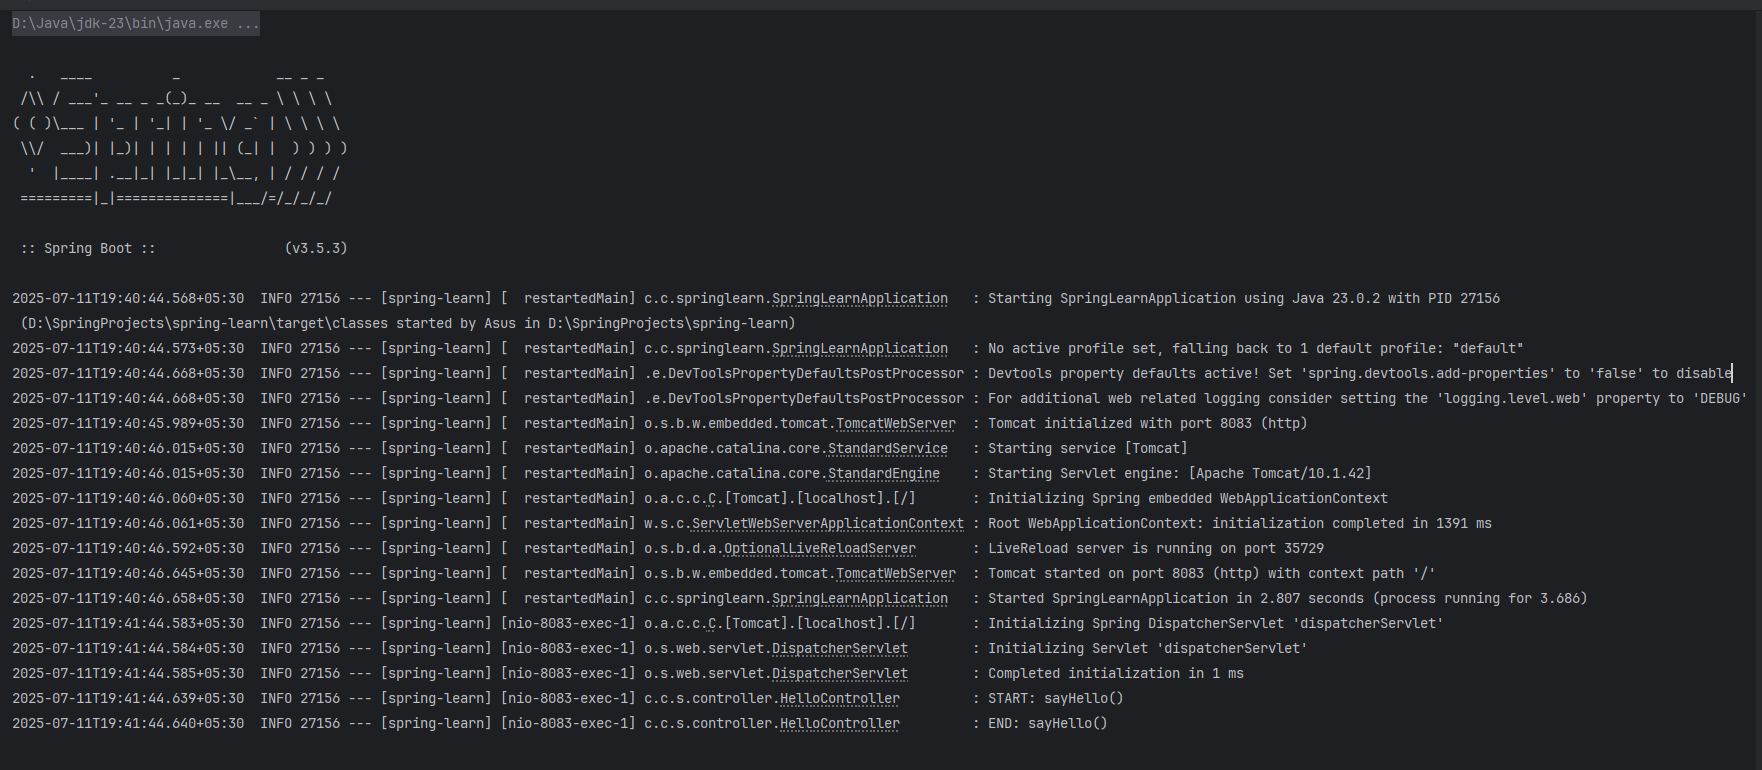 D:\Java\jdk-23\bin\java.exe ...
  .   ____          _            __ _ _
 /\\ / ___'_ __ _ _(_)_ __  __ _ \ \ \ \
( ( )\___ | '_ | '_| | '_ \/ _` | \ \ \ \
 \\/  ___)| |_)| | | | | || (_| |  ) ) ) )
  '  |____| .__|_| |_|_| |_\__, | / / / /
 =========|_|==============|___/=/_/_/_/
 :: Spring Boot ::                (v3.5.3)
2025-07-11T19:40:44.568+05:30  INFO 27156 --- [spring-learn] [  restartedMain] c.c.springlearn.SpringLearnApplication   : Starting SpringLearnApplication using Java 23.0.2 with PID 27156
 (D:\SpringProjects\spring-learn\target\classes started by Asus in D:\SpringProjects\spring-learn)
2025-07-11T19:40:44.573+05:30  INFO 27156 --- [spring-learn] [  restartedMain] c.c.springlearn.SpringLearnApplication   : No active profile set, falling back to 1 default profile: "default"
2025-07-11T19:40:44.668+05:30  INFO 27156 --- [spring-learn] [  restartedMain] .e.DevToolsPropertyDefaultsPostProcessor : Devtools property defaults active! Set 'spring.devtools.add-properties' to 'false' to disable
2025-07-11T19:40:44.668+05:30  INFO 27156 --- [spring-learn] [  restartedMain] .e.DevToolsPropertyDefaultsPostProcessor : For additional web related logging consider setting the 'logging.level.web' property to 'DEBUG'
2025-07-11T19:40:45.989+05:30  INFO 27156 --- [spring-learn] [  restartedMain] o.s.b.w.embedded.tomcat.TomcatWebServer  : Tomcat initialized with port 8083 (http)
2025-07-11T19:40:46.015+05:30  INFO 27156 --- [spring-learn] [  restartedMain] o.apache.catalina.core.StandardService   : Starting service [Tomcat]
2025-07-11T19:40:46.015+05:30  INFO 27156 --- [spring-learn] [  restartedMain] o.apache.catalina.core.StandardEngine    : Starting Servlet engine: [Apache Tomcat/10.1.42]
2025-07-11T19:40:46.060+05:30  INFO 27156 --- [spring-learn] [  restartedMain] o.a.c.c.C.[Tomcat].[localhost].[/]       : Initializing Spring embedded WebApplicationContext
2025-07-11T19:40:46.061+05:30  INFO 27156 --- [spring-learn] [  restartedMain] w.s.c.ServletWebServerApplicationContext : Root WebApplicationContext: initialization completed in 1391 ms
2025-07-11T19:40:46.592+05:30  INFO 27156 --- [spring-learn] [  restartedMain] o.s.b.d.a.OptionalLiveReloadServer       : LiveReload server is running on port 35729
2025-07-11T19:40:46.645+05:30  INFO 27156 --- [spring-learn] [  restartedMain] o.s.b.w.embedded.tomcat.TomcatWebServer  : Tomcat started on port 8083 (http) with context path '/'
2025-07-11T19:40:46.658+05:30  INFO 27156 --- [spring-learn] [  restartedMain] c.c.springlearn.SpringLearnApplication   : Started SpringLearnApplication in 2.807 seconds (process running for 3.686)
2025-07-11T19:41:44.583+05:30  INFO 27156 --- [spring-learn] [nio-8083-exec-1] o.a.c.c.C.[Tomcat].[localhost].[/]       : Initializing Spring DispatcherServlet 'dispatcherServlet'
2025-07-11T19:41:44.584+05:30  INFO 27156 --- [spring-learn] [nio-8083-exec-1] o.s.web.servlet.DispatcherServlet        : Initializing Servlet 'dispatcherServlet'
2025-07-11T19:41:44.585+05:30  INFO 27156 --- [spring-learn] [nio-8083-exec-1] o.s.web.servlet.DispatcherServlet        : Completed initialization in 1 ms
2025-07-11T19:41:44.639+05:30  INFO 27156 --- [spring-learn] [nio-8083-exec-1] c.c.s.controller.HelloController         : START: sayHello()
2025-07-11T19:41:44.640+05:30  INFO 27156 --- [spring-learn] [nio-8083-exec-1] c.c.s.controller.HelloController         : END: sayHello()